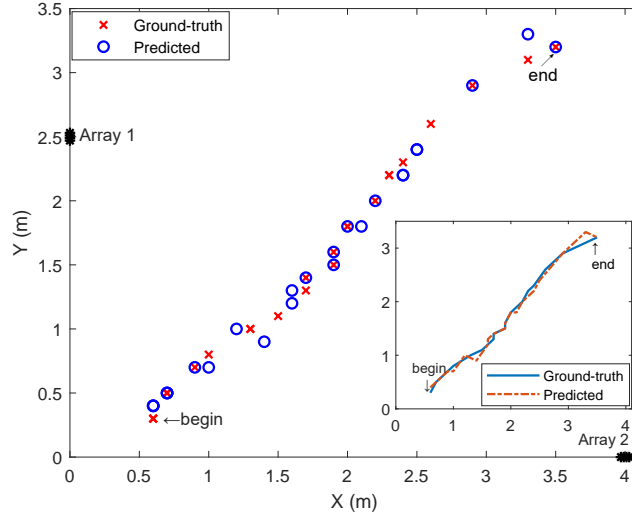 3.5
Ground-truth
Predicted
3
end
2.5
Array 1
2
Y (m)
1.5
1
0.5
←begin
0
0
0.5
1
1.5
2
2.5
3
3.5
4
X (m)
3
end
2
1
begin
Ground-truth
Predicted
0
0
1
2
3
4
Array 2